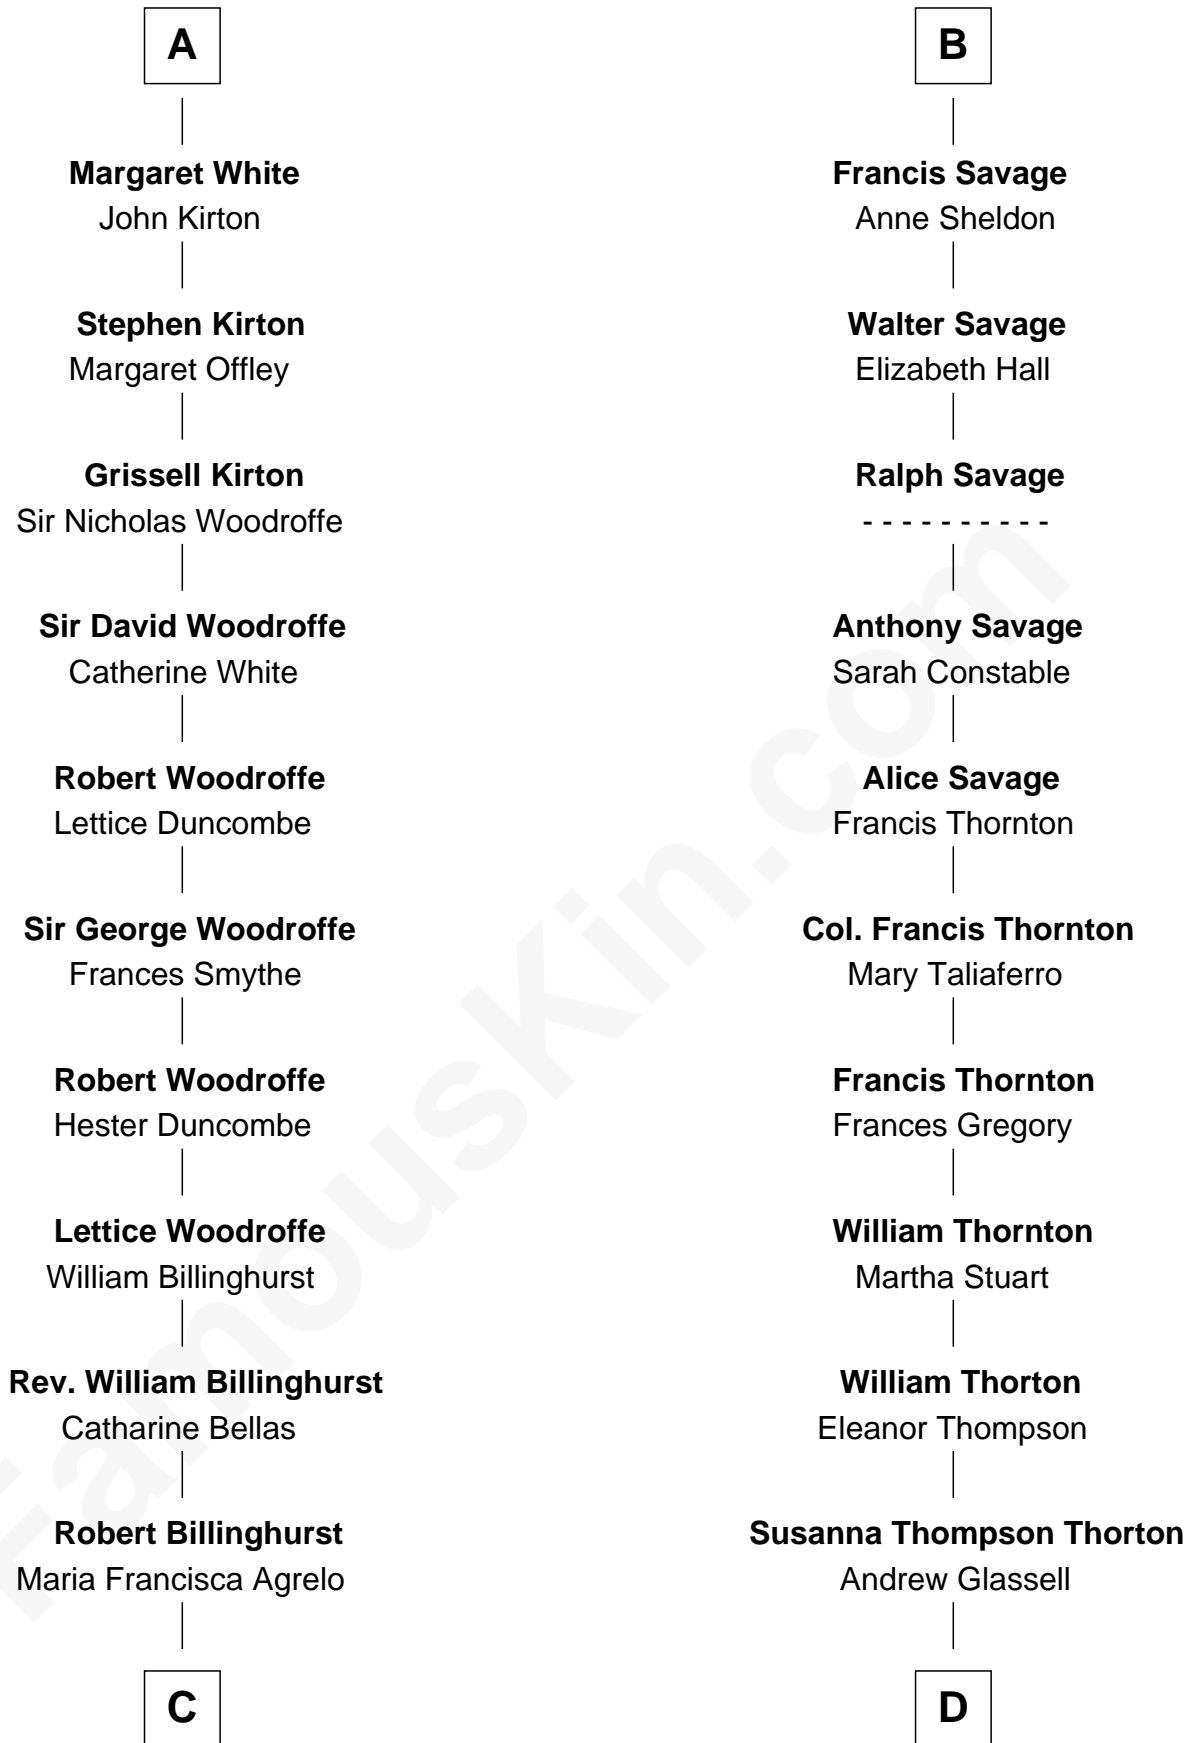 A
Margaret White
John Kirton
Stephen Kirton
Margaret Offley
Grissell Kirton
Sir Nicholas Woodroffe
Sir David Woodroffe
Catherine White
Robert Woodroffe
Lettice Duncombe
Sir George Woodroffe
Frances Smythe
Robert Woodroffe
Hester Duncombe
Lettice Woodroffe
William Billinghurst
Rev. William Billinghurst
Catharine Bellas
Robert Billinghurst
Maria Francisca Agrelo
C
B
Francis Savage
Anne Sheldon
Walter Savage
Elizabeth Hall
Ralph Savage
- - - - - - - - - -
Anthony Savage
Sarah Constable
Alice Savage
Francis Thornton
Col. Francis Thornton
Mary Taliaferro
Francis Thornton
Frances Gregory
William Thornton
Martha Stuart
William Thorton
Eleanor Thompson
Susanna Thompson Thorton
Andrew Glassell
D
FamousKin.com